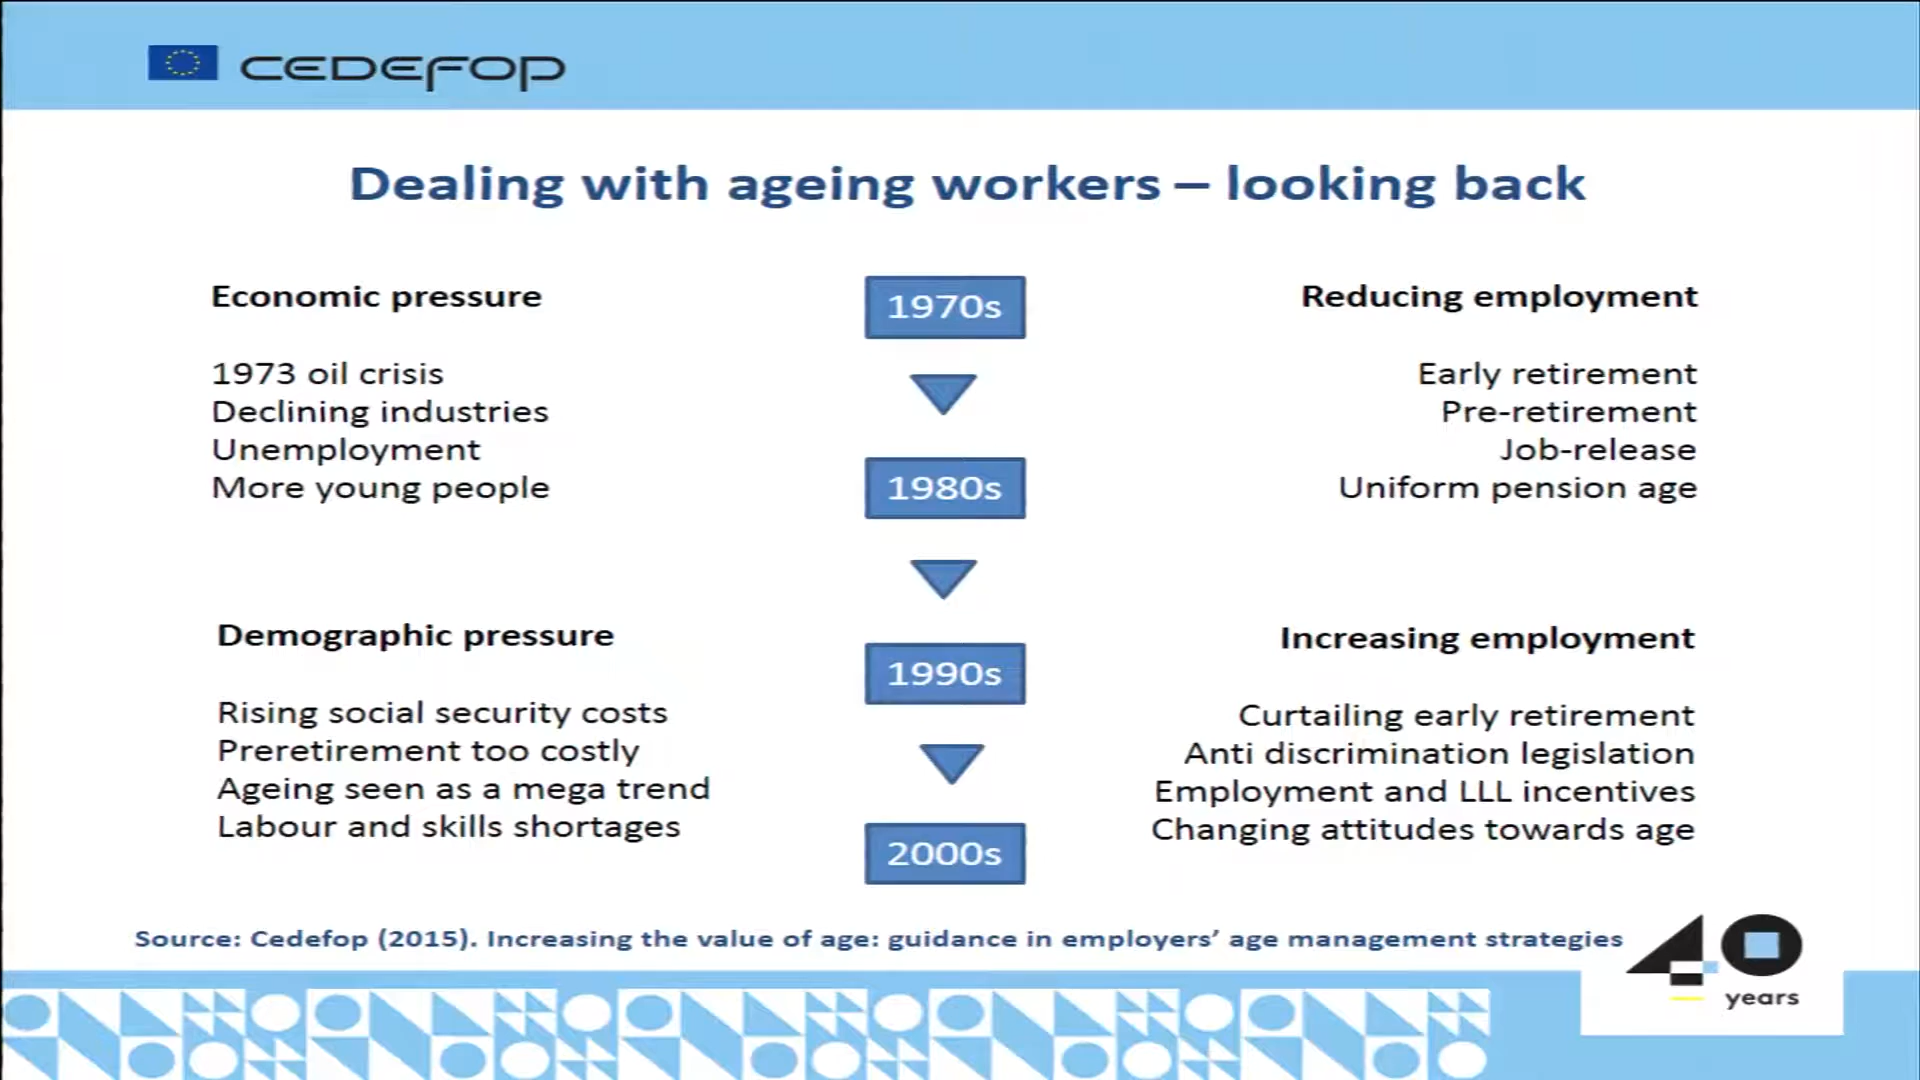 CEDEFOP
Dealing with ageing workers – looking back
Economic pressure
1973 oil crisis
Declining industries
Unemployment
More young people
Demographic pressure
Rising social security costs
Preretirement too costly
Ageing seen as a mega trend
Labour and skills shortages
1970s
1980s
1990s
2000s
Reducing employment
Early retirement
Pre-retirement
Job-release
Uniform pension age
Increasing employment
Curtailing early retirement
Anti discrimination legislation
Employment and LLL incentives
Changing attitudes towards age
Source: Cedefop (2015). Increasing the value of age: guidance in employers’ age management strategies
40
years